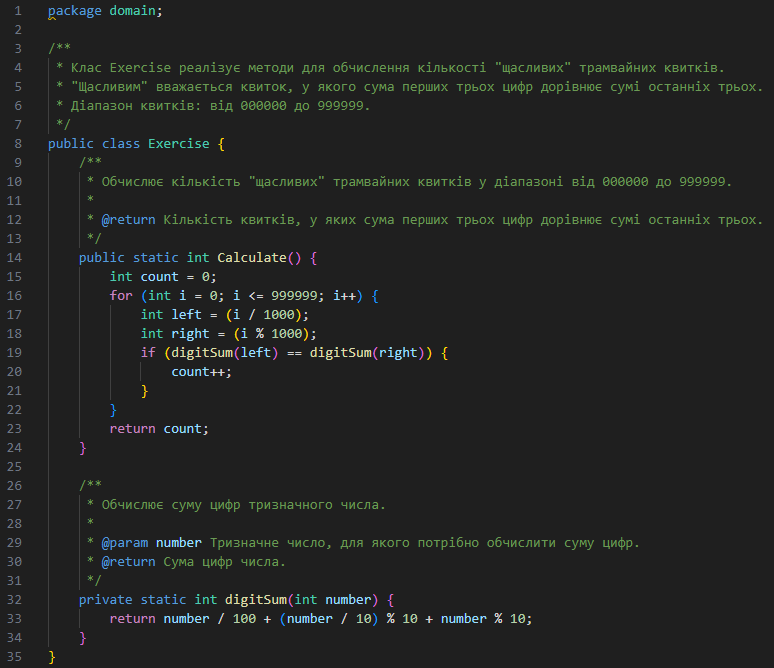 1 package domain;
2
3 /**
4  * Клас Exercise реалізує методи для обчислення кількості "щасливих" трамвайних квитків.
5  * "Щасливим" вважається квиток, у якого сума перших трьох цифр дорівнює сумі останніх трьох.
6  * Діапазон квитків: від 000000 до 999999.
7  */
8 public class Exercise {
9     /**
10      * Обчислює кількість "щасливих" трамвайних квитків у діапазоні від 000000 до 999999.
11      *
12      * @return Кількість квитків, у яких сума перших трьох цифр дорівнює сумі останніх трьох.
13      */
14     public static int Calculate() {
15         int count = 0;
16         for (int i = 0; i <= 999999; i++) {
17             int left = (i / 1000);
18             int right = (i % 1000);
19             if (digitSum(left) == digitSum(right)) {
20                 count++;
21             }
22         }
23         return count;
24     }
25
26     /**
27      * Обчислює суму цифр тризначного числа.
28      *
29      * @param number Тризначне число, для якого потрібно обчислити суму цифр.
30      * @return Сума цифр числа.
31      */
32     private static int digitSum(int number) {
33         return number / 100 + (number / 10) % 10 + number % 10;
34     }
35 }